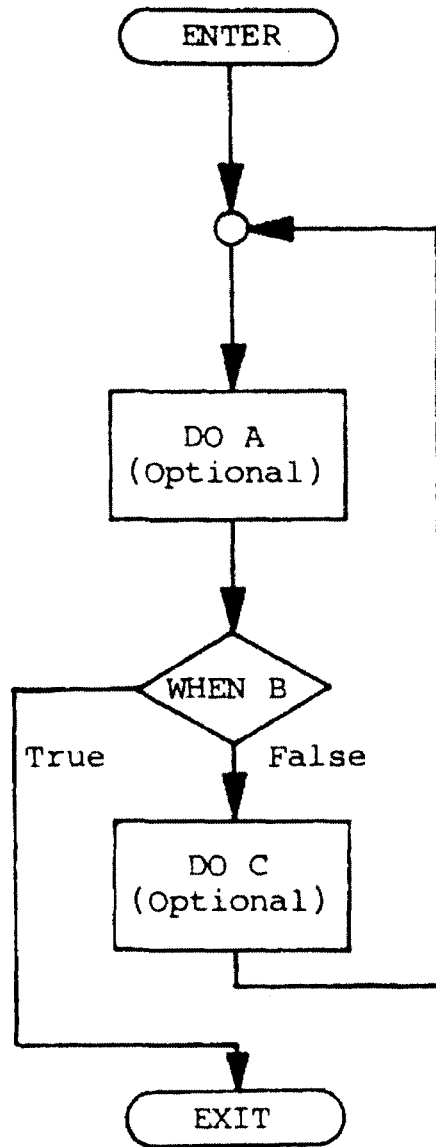 ENTER
DO A
(Optional)
WHEN B
True
False
DO C
(Optional)
EXIT